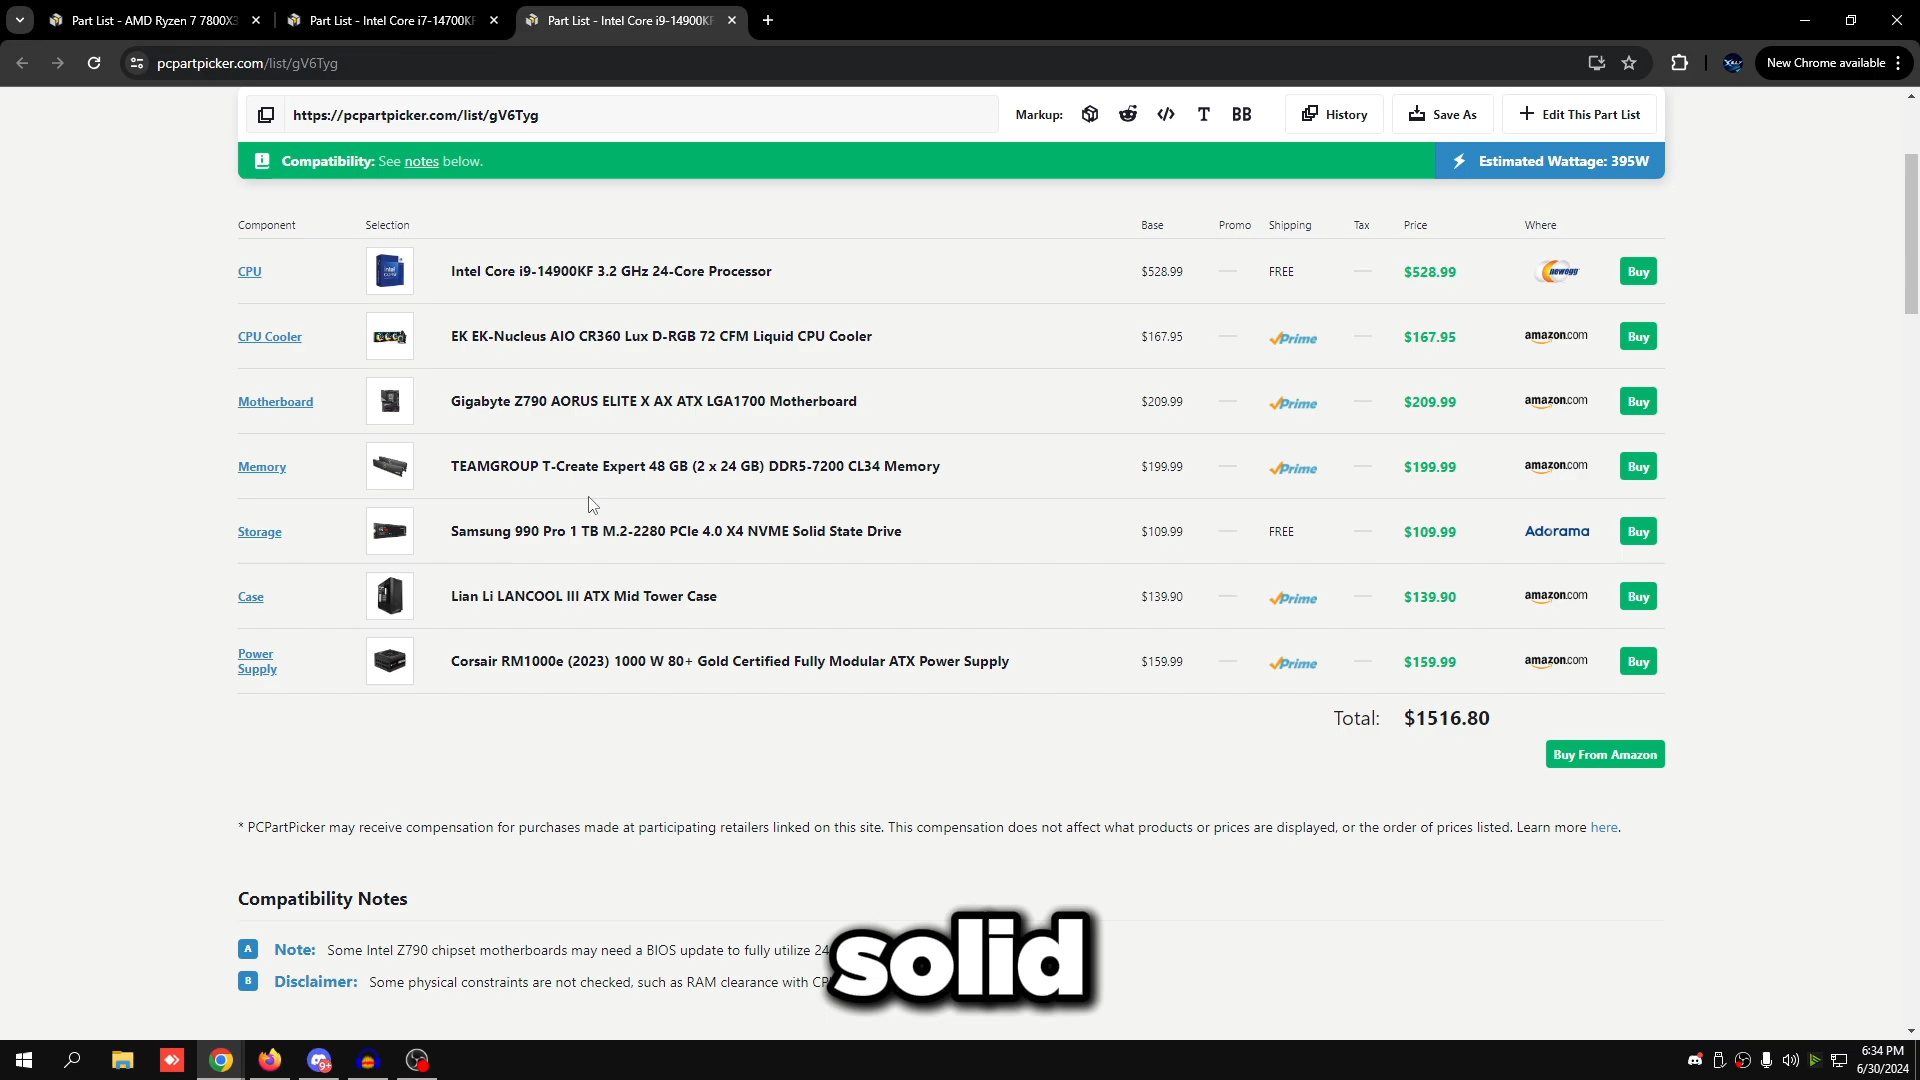 Part List - AMD Ryzen 7 7800X3
Part List - Intel Core i7-14700KF
Part List - Intel Core i9-14900KF
pcpartpicker.com/list/gV6Tyg
New Chrome available
https://pcpartpicker.com/list/gV6Tyg
Markup:
T
BB
History
Save As
Edit This Part List
Compatibility: See notes below.
Estimated Wattage: 395W
Component Selection Base Promo Shipping Tax Price Where
CPU Intel Core i9-14900KF 3.2 GHz 24-Core Processor $528.99 — FREE — $528.99 newegg Buy
CPU Cooler EK EK-Nucleus AIO CR360 Lux D-RGB 72 CFM Liquid CPU Cooler $167.95 — Prime — $167.95 amazon.com Buy
Motherboard Gigabyte Z790 AORUS ELITE X AX ATX LGA1700 Motherboard $209.99 — Prime — $209.99 amazon.com Buy
Memory TEAMGROUP T-Create Expert 48 GB (2 x 24 GB) DDR5-7200 CL34 Memory $199.99 — Prime — $199.99 amazon.com Buy
Storage Samsung 990 Pro 1 TB M.2-2280 PCIe 4.0 X4 NVME Solid State Drive $109.99 — FREE — $109.99 Adorama Buy
Case Lian Li LANCOOL III ATX Mid Tower Case $139.90 — Prime — $139.90 amazon.com Buy
Power
Supply
Corsair RM1000e (2023) 1000 W 80+ Gold Certified Fully Modular ATX Power Supply $159.99 — Prime — $159.99 amazon.com Buy
Total: $1516.80
Buy From Amazon
* PCPartPicker may receive compensation for purchases made at participating retailers linked on this site. This compensation does not affect what products or prices are displayed, or the order of prices listed. Learn more here.
Compatibility Notes
A Note: Some Intel Z790 chipset motherboards may need a BIOS update to fully utilize 24
B Disclaimer: Some physical constraints are not checked, such as RAM clearance with CP
solid
9+
6:34 PM
6/30/2024